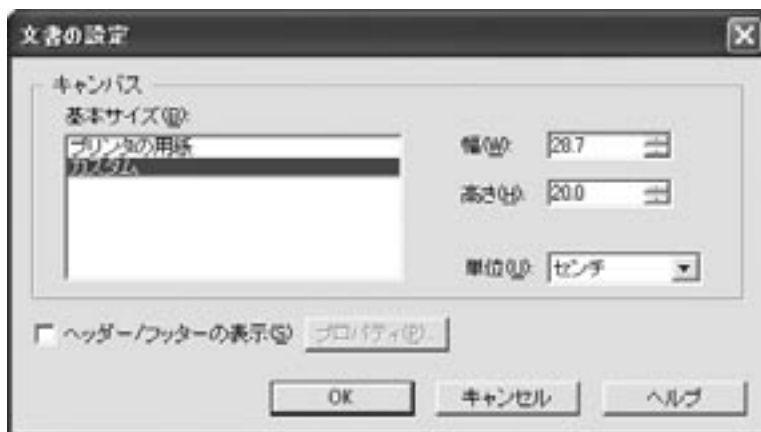 文書の設定
キャンバス
基本サイズ(B):
プリンタの用紙
カスタム
幅(W): 28.7
高さ(H): 20.0
単位(U): センチ
ヘッダー/フッターの表示(S) プロパティ(P)...
OK キャンセル ヘルプ